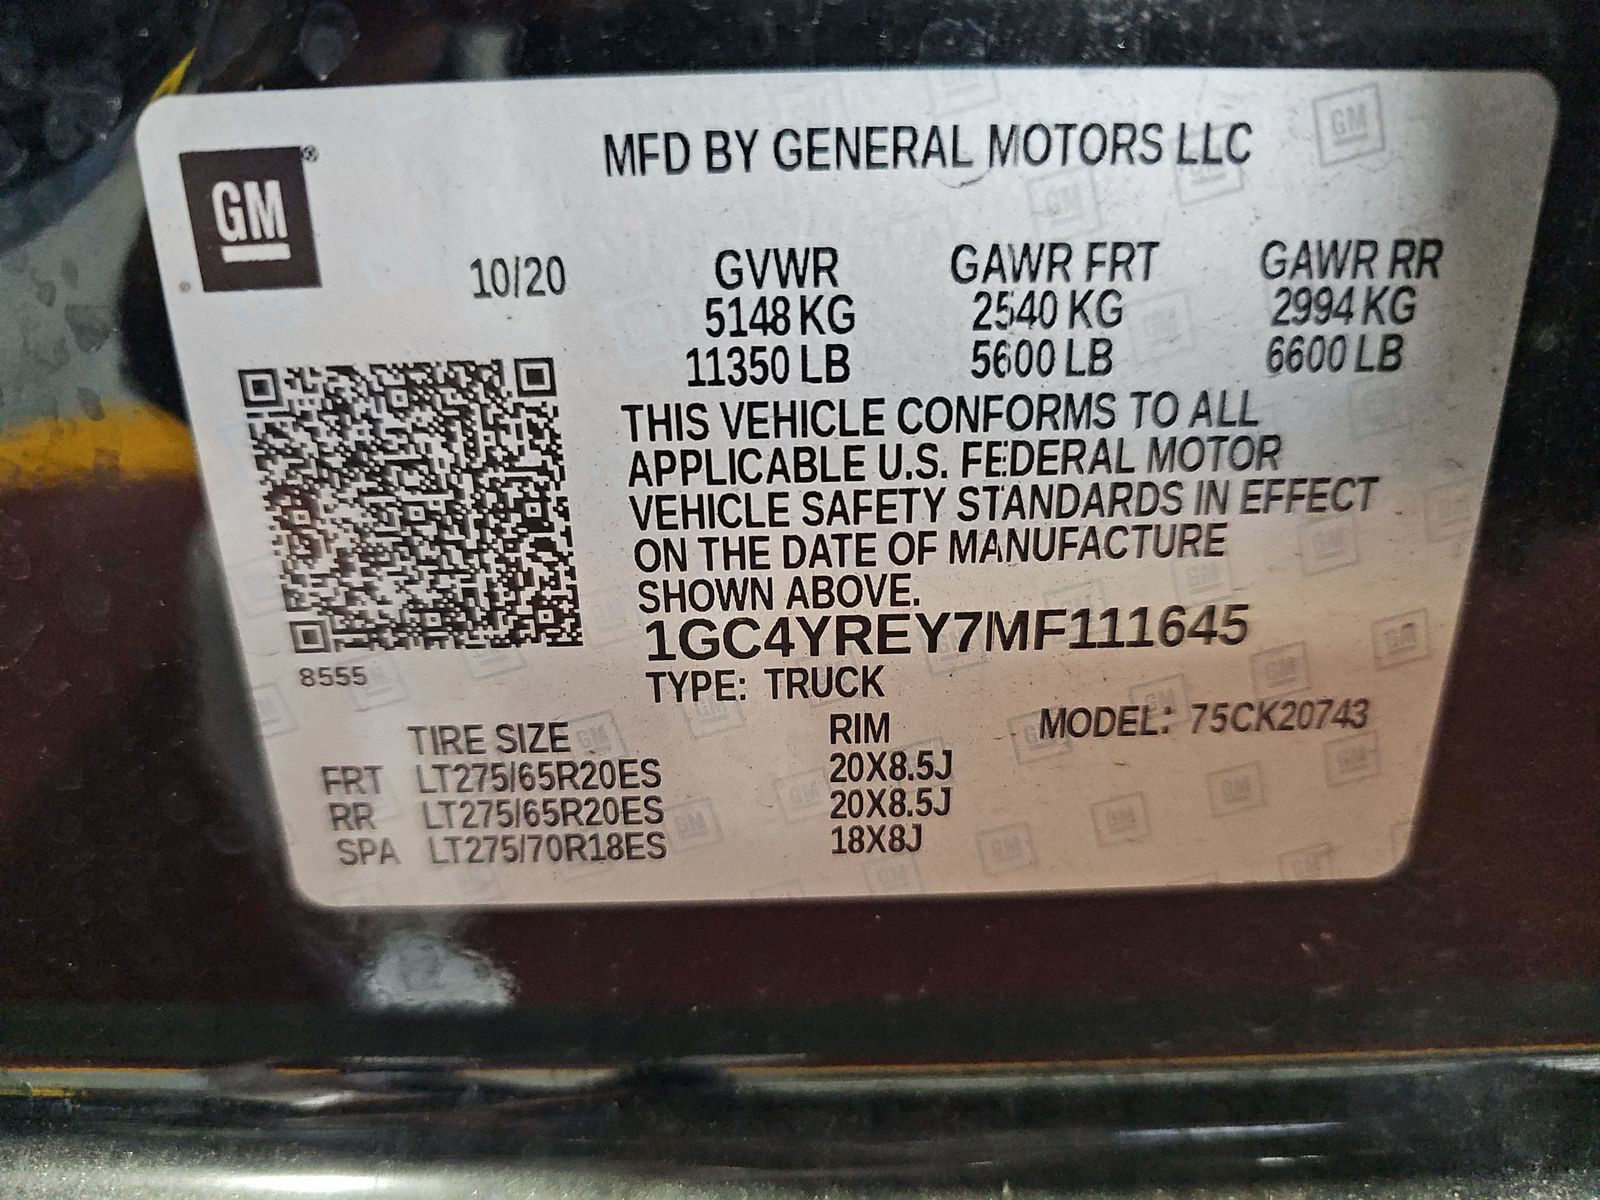 GM
MFD BY GENERAL MOTORS LLC
10/20
GVWR GAWR FRT GAWR RR
5148 KG 2540 KG 2994 KG
11350 LB 5600 LB 6600 LB
THIS VEHICLE CONFORMS TO ALL
APPLICABLE U.S. FEDERAL MOTOR
VEHICLE SAFETY STANDARDS IN EFFECT
ON THE DATE OF MANUFACTURE
SHOWN ABOVE.
1GC4YREY7MF111645
8555
TYPE: TRUCK
TIRE SIZE RIM MODEL: 75CK20743
FRT LT275/65R20ES 20X8.5J
RR LT275/65R20ES 20X8.5J
SPA LT275/70R18ES 18X8J